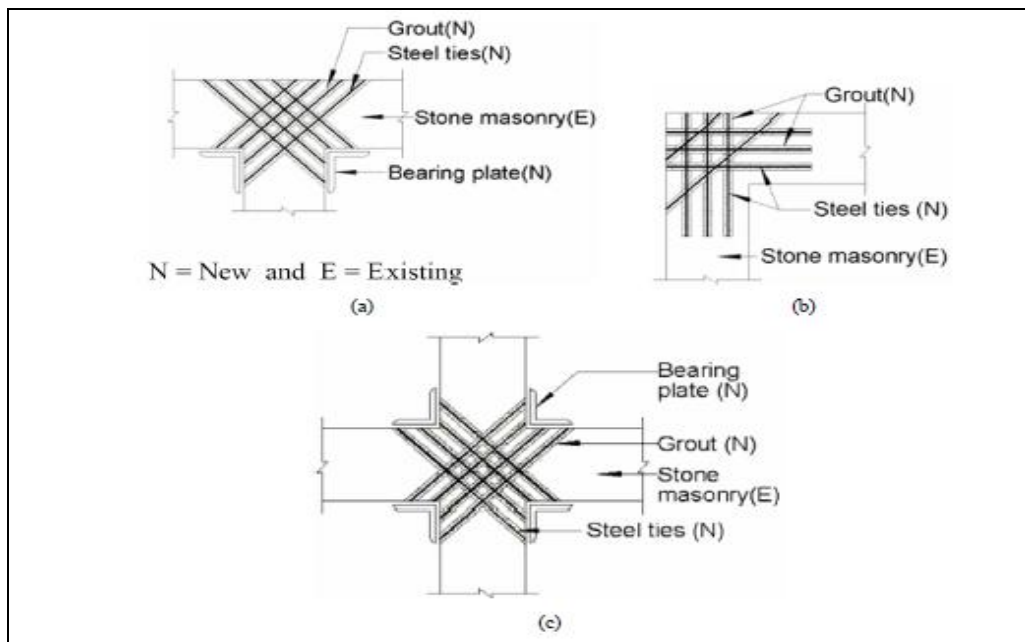 Grout(N)
Steel ties(N)
Stone masonry(E)
Bearing plate(N)
N = New and E = Existing
(a)
Grout(N)
Steel ties (N)
Stone masonry(E)
(b)
Bearing
plate (N)
Grout (N)
Stone
masonry(E)
Steel ties (N)
(c)